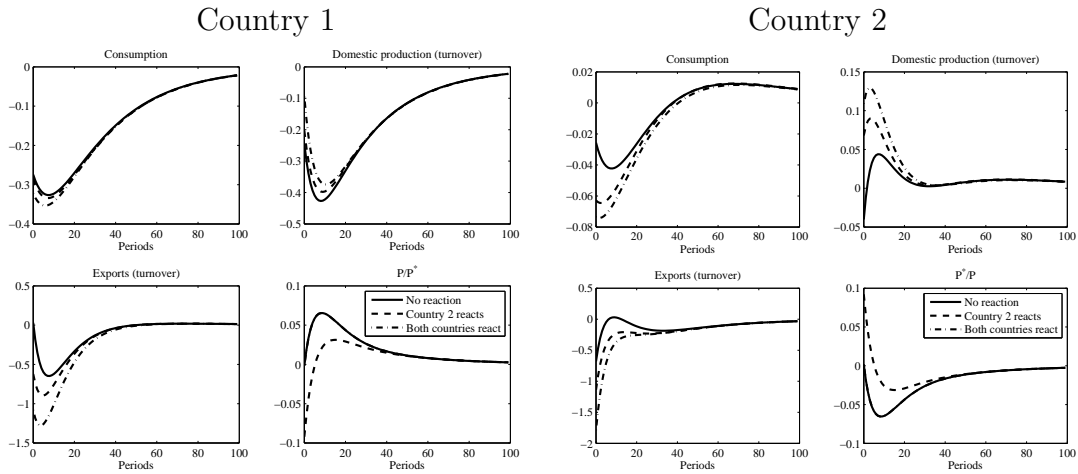 Country 1
Consumption
0
−0.1
−0.2
−0.3
−0.4
0 20 40 60 80 100
Periods
Domestic production (turnover)
0
−0.1
−0.2
−0.3
−0.4
−0.5
0 20 40 60 80 100
Periods
Exports (turnover)
0.5
0
−0.5
−1
−1.5
0 20 40 60 80 100
Periods
P/P*
No reaction
Country 2 reacts
Both countries react
0.1
0.05
0
−0.05
0.1
0 20 40 60 80 100
Periods
Country 2
Consumption
0.02
0
−0.02
−0.04
−0.06
−0.08
0 20 40 60 80 100
Periods
Domestic production (turnover)
0.15
0.1
0.05
0
−0.05
0 20 40 60 80 100
Periods
Exports (turnover)
0.5
0
−0.5
−1
−1.5
−2
0 20 40 60 80 100
Periods
P*/P
No reaction
Country 2 reacts
Both countries react
0.1
0.05
0
−0.05
0.1
0 20 40 60 80 100
Periods